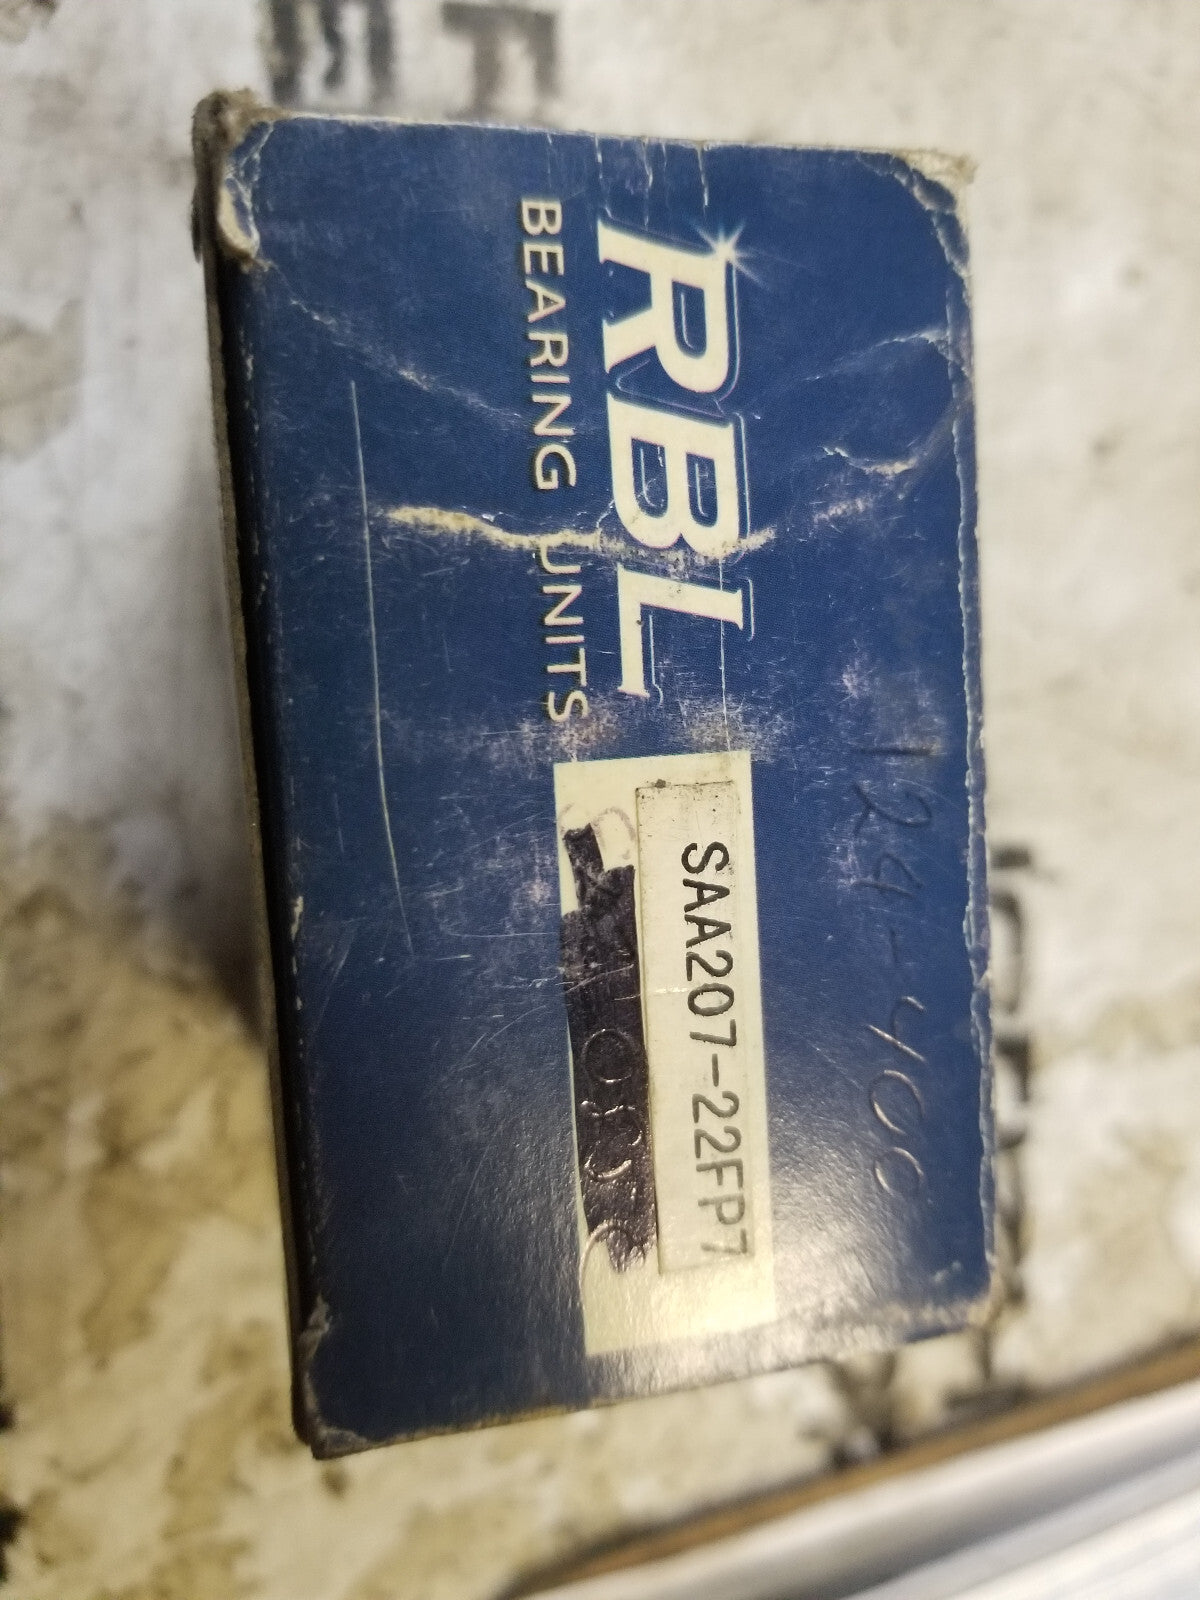 RBL
BEARING UNITS
SAA207-22FP7
124-400